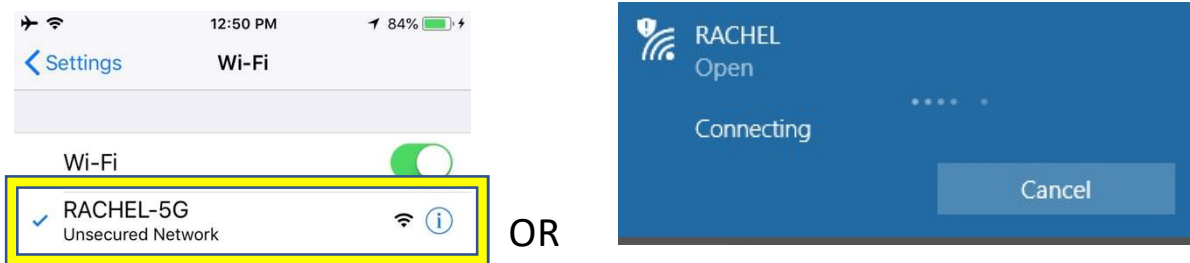 12:50 PM
84%
Settings
Wi-Fi
Wi-Fi
RACHEL-5G
Unsecured Network
OR
RACHEL
Open
Connecting
Cancel